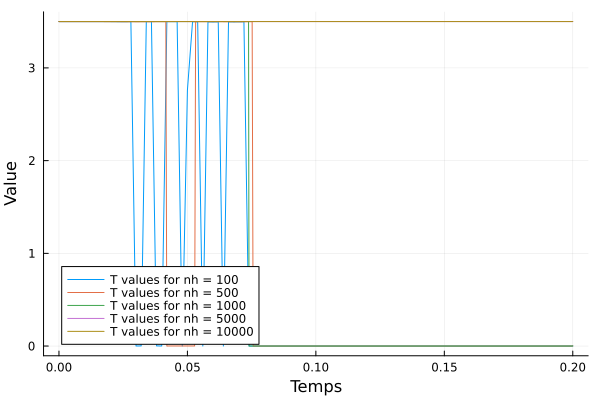 3
2
1
0
Value
T values for nh = 100
T values for nh = 500
T values for nh = 1000
T values for nh = 5000
T values for nh = 10000
0.00 0.05 0.10 0.15 0.20
Temps